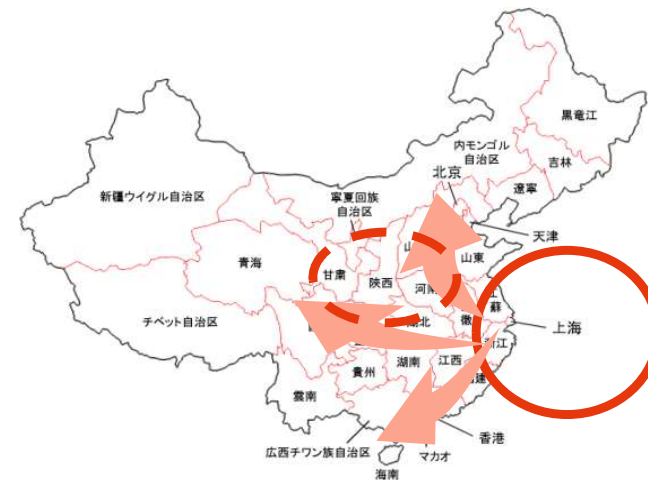 黒竜江
内モンゴル
自治区
吉林
北京
遼寧
新疆ウイグル自治区
寧夏回族
自治区
天津
山東
青海
甘粛
陝西
河南
蘇
チベット自治区
上海
浙江
湖南
江西
貴州
雲南
広西チワン族自治区
香港
マカオ
海南